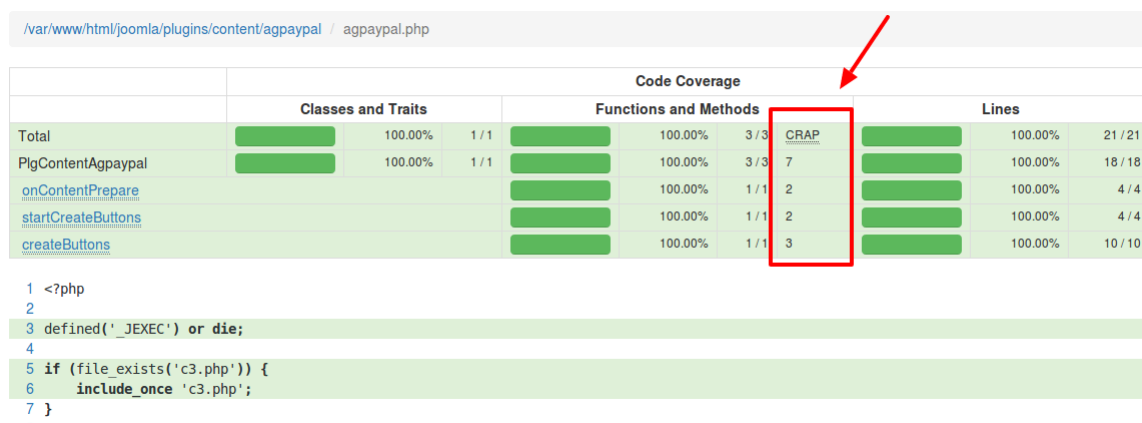 /var/www/html/joomla/plugins/content/agpaypal / agpaypal.php
Code Coverage
Classes and Traits Functions and Methods Lines
Total 100.00% 1 / 1 100.00% 3 / 3 CRAP 100.00% 21 / 21
PlgContentAgpaypal 100.00% 1 / 1 100.00% 3 / 3 7 100.00% 18 / 18
onContentPrepare 100.00% 1 / 1 2 100.00% 4 / 4
startCreateButtons 100.00% 1 / 1 2 100.00% 4 / 4
createButtons 100.00% 1 / 1 3 100.00% 10 / 10
1 <?php
2
3 defined('_JEXEC') or die;
4
5 if (file_exists('c3.php')) {
6     include_once 'c3.php';
7 }